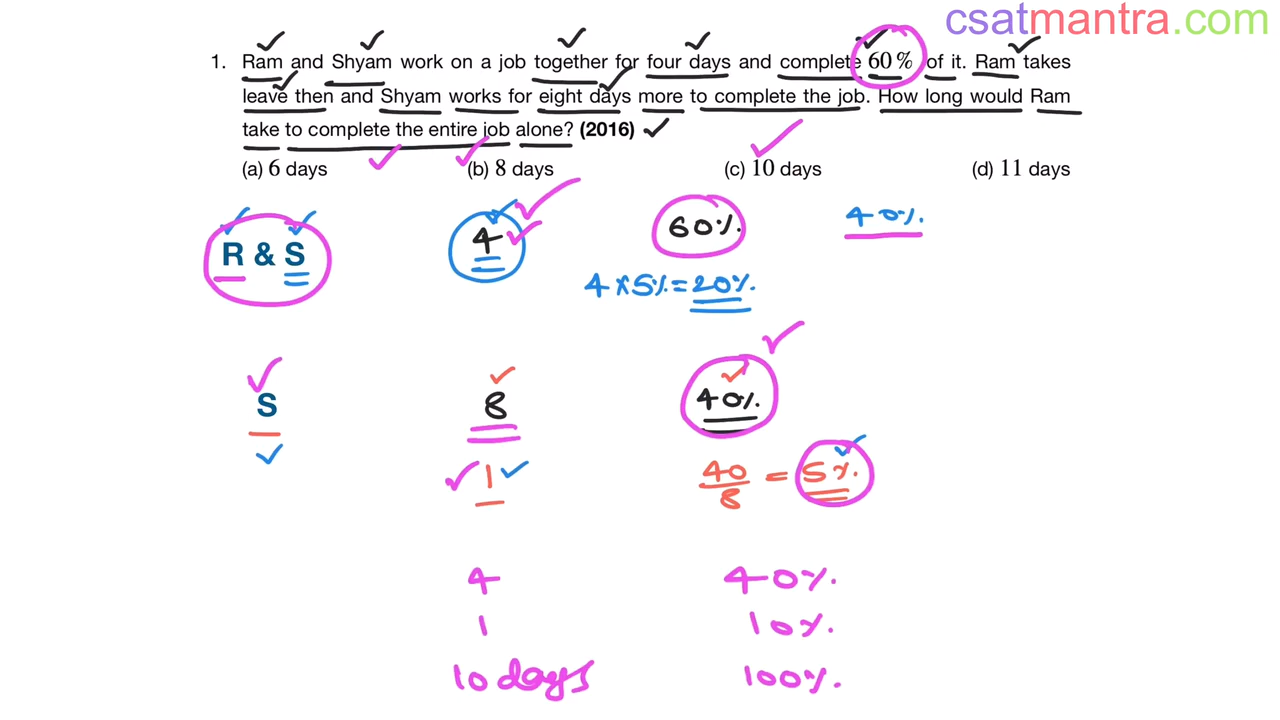 csatmantra.com
1. Ram and Shyam work on a job together for four days and complete 60% of it. Ram takes
leave then and Shyam works for eight days more to complete the job. How long would Ram
take to complete the entire job alone? (2016)
(a) 6 days (b) 8 days (c) 10 days (d) 11 days
R & S 4 60% 40%
4 x 5% = 20%
S 8 40%
1 40/8 = 5%
4 40%
1 10%
10 days 100%